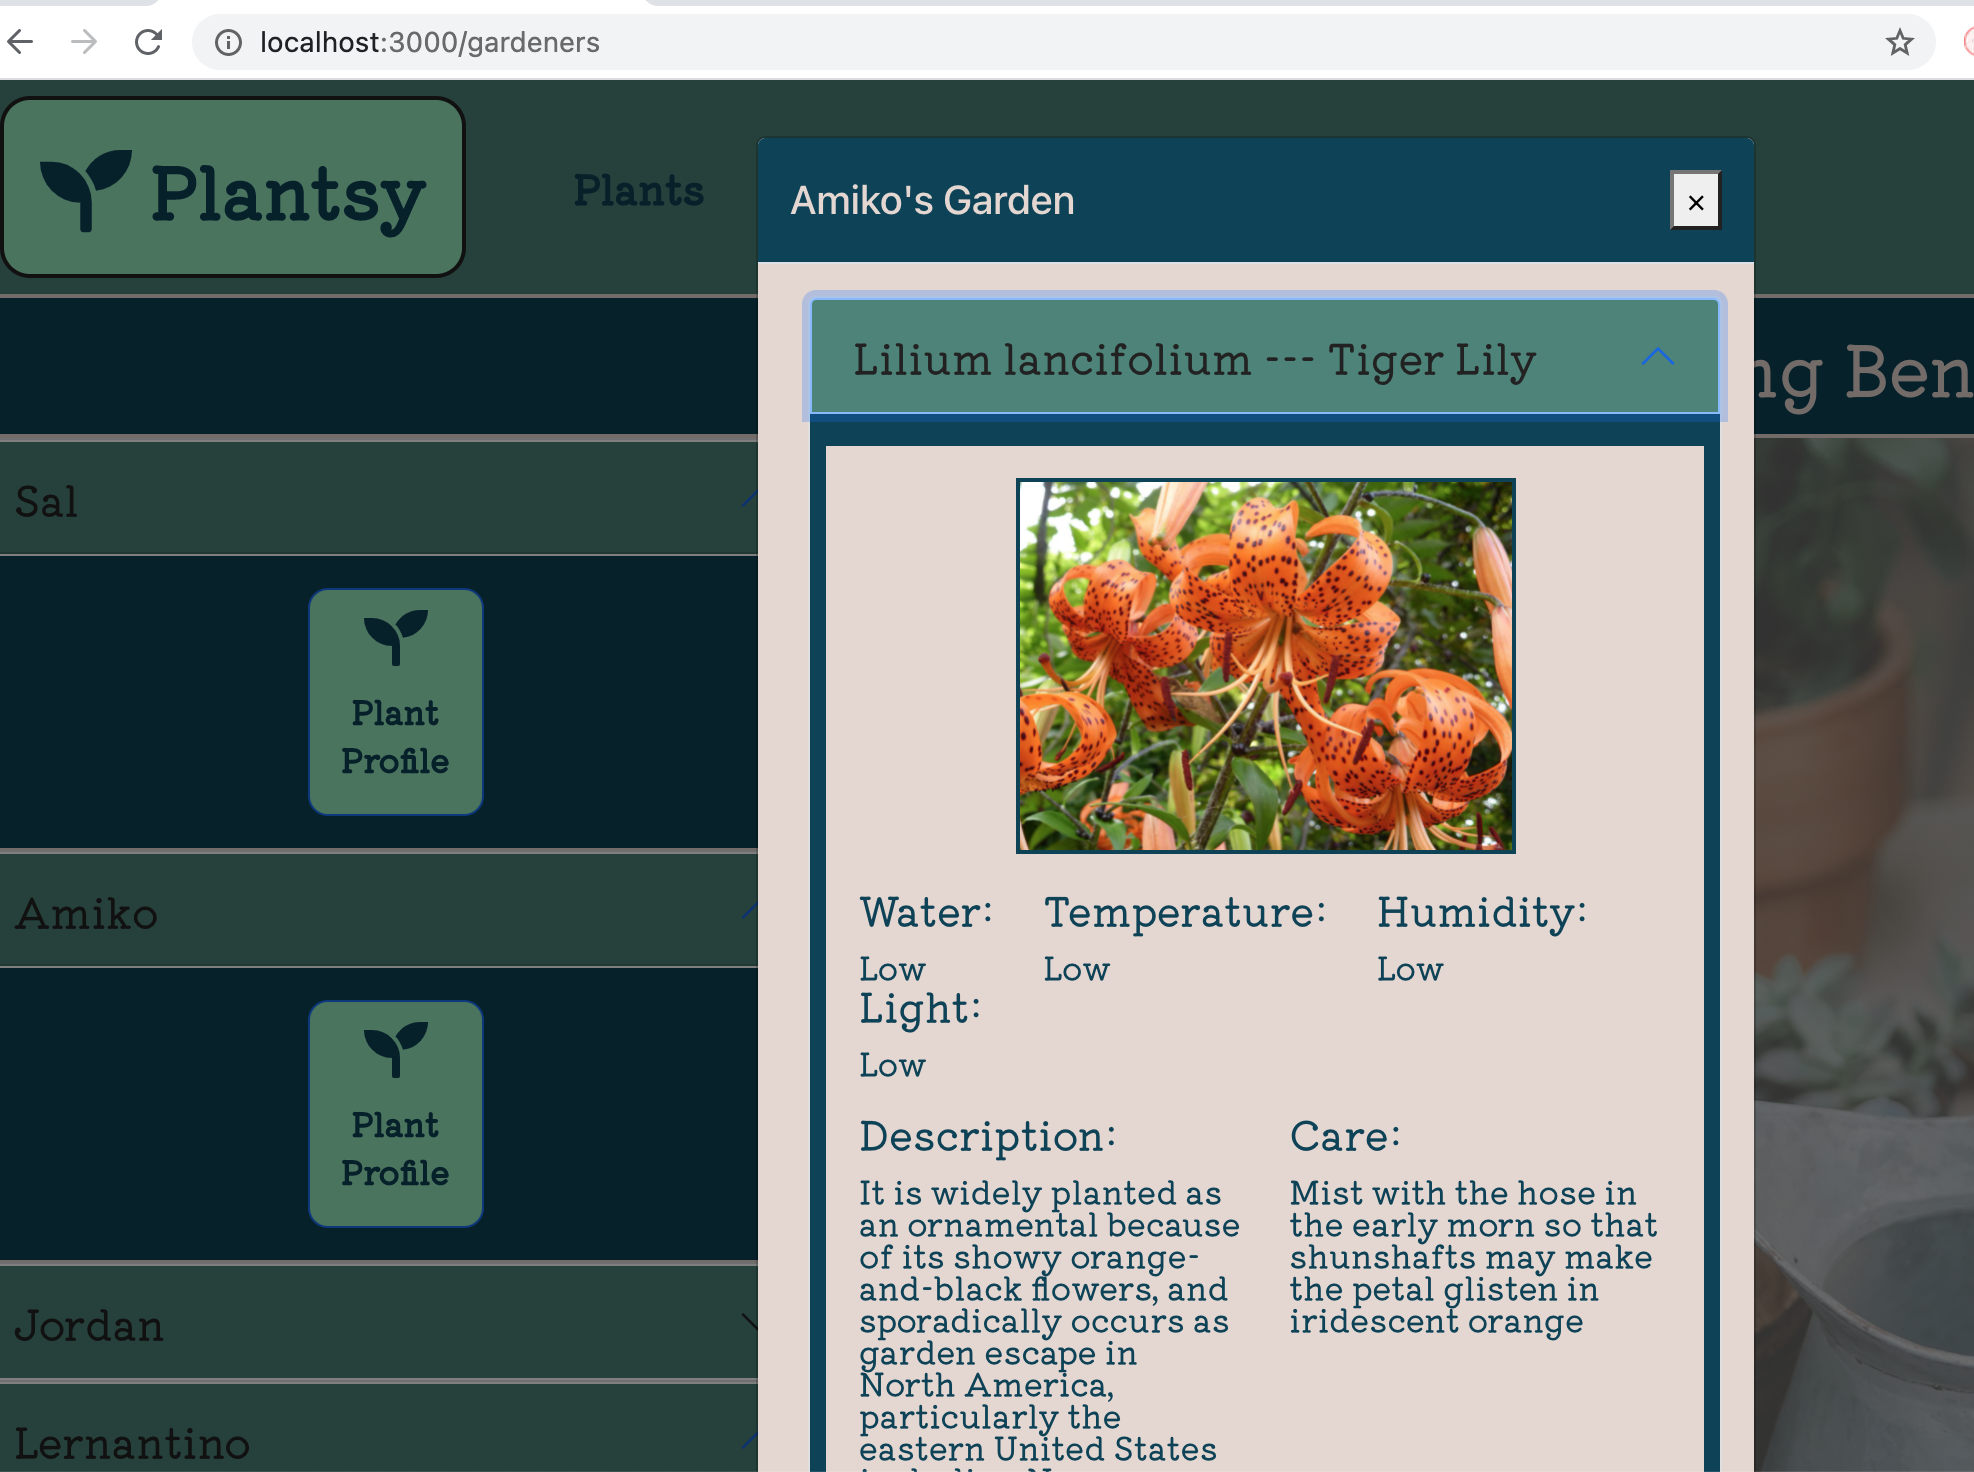 localhost:3000/gardeners
Plantsy
Plants
Amiko's Garden
×
Lilium lancifolium --- Tiger Lily
ng Ben
Sal
Plant
Profile
Amiko
Plant
Profile
Jordan
Lernantino
Water: Temperature: Humidity:
Low Low Low
Light:
Low
Description:
It is widely planted as
an ornamental because
of its showy orange-
and-black flowers, and
sporadically occurs as
garden escape in
North America,
particularly the
eastern United States
Care:
Mist with the hose in
the early morn so that
shunshafts may make
the petal glisten in
iridescent orange